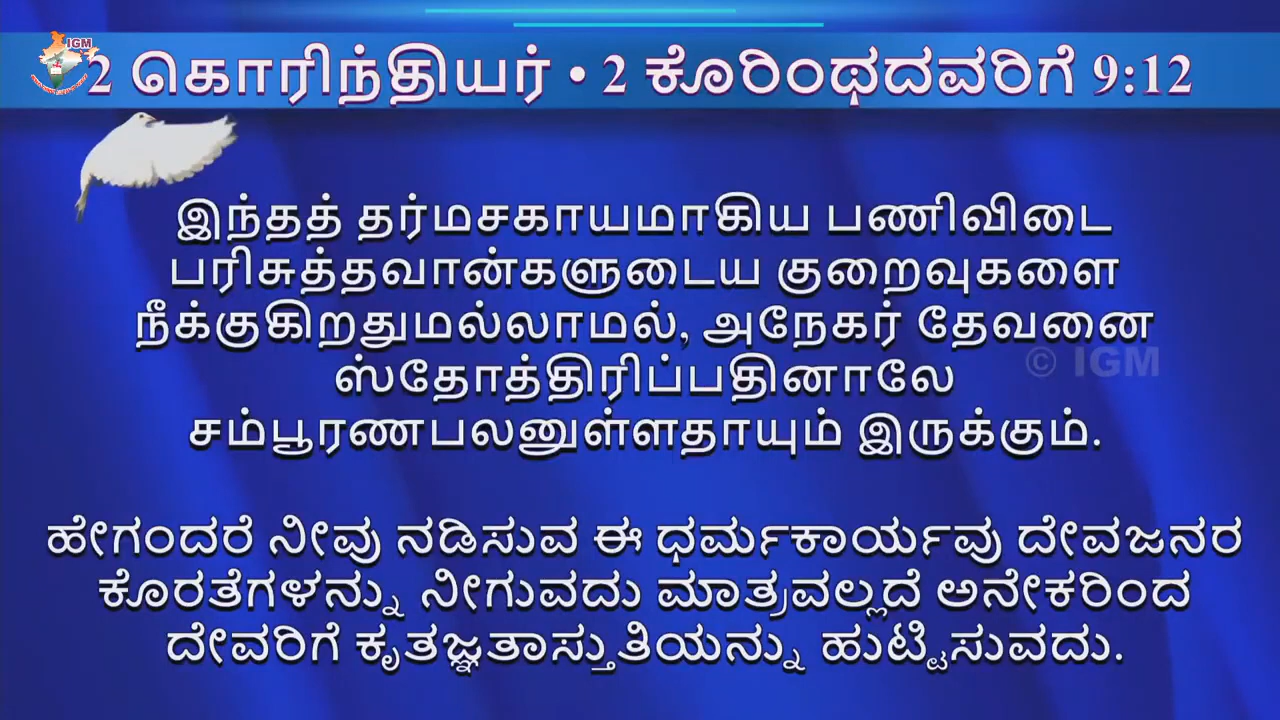 IGM
2 கொரிந்தியர் • 2 ಕೊರಿಂಥದವರಿಗೆ 9:12
இந்தத் தர்மசகாயமாகிய பணிவிடை
பரிசுத்தவான்களுடைய குறைவுகளை
நீக்குகிறதுமல்லாமல், அநேகர் தேவனை
© IGM
ஸ்தோத்திரிப்பதினாலே
சம்பூரணபலனுள்ளதாயும் இருக்கும்.
ಹೇಗಂದರೆ ನೀವು ನಡಿಸುವ ಈ ಧರ್ಮಕಾರ್ಯವು ದೇವಜನರ
ಕೊರತೆಗಳನ್ನು ನೀಗುವದು ಮಾತ್ರವಲ್ಲದೆ ಅನೇಕರಿಂದ
ದೇವರಿಗೆ ಕೃತಜ್ಞತಾಸ್ತುತಿಯನ್ನು ಹುಟ್ಟಿಸುವದು.